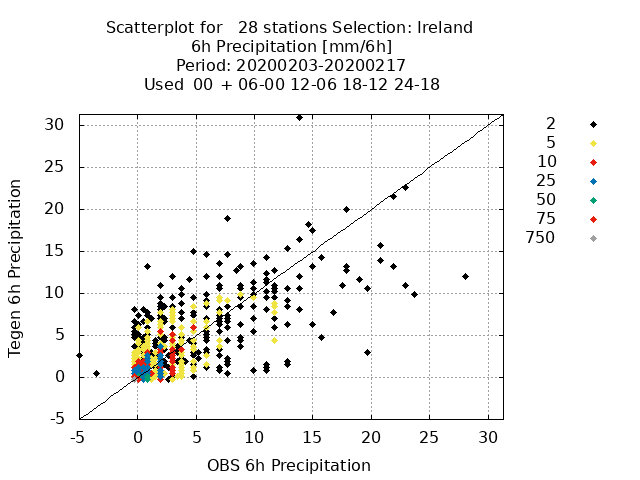 Scatterplot for   28 stations Selection: Ireland
6h Precipitation [mm/6h]
Period: 20200203-20200217
Used  00 + 06-00 12-06 18-12 24-18
30
25
20
15
10
5
0
-5
-5 0 5 10 15 20 25 30
Tegen 6h Precipitation
OBS 6h Precipitation
2
5
10
25
50
75
750